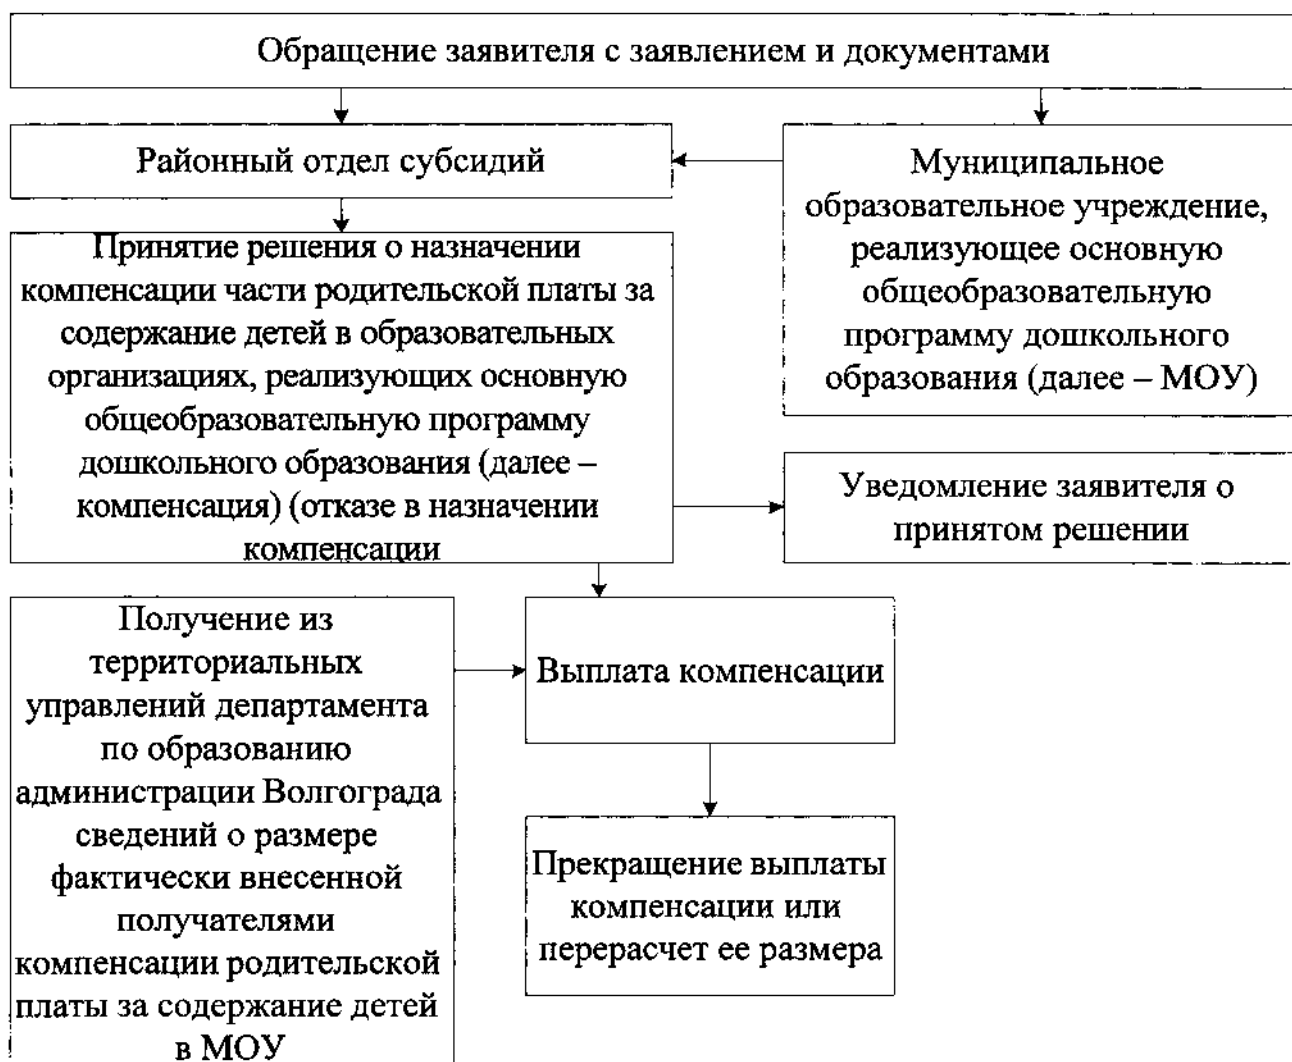 Обращение заявителя с заявлением и документами
Районный отдел субсидий
Муниципальное
образовательное учреждение,
реализующее основную
общеобразовательную
программу дошкольного
образования (далее – МОУ)
Принятие решения о назначении
компенсации части родительской платы за
содержание детей в образовательных
организациях, реализующих основную
общеобразовательную программу
дошкольного образования (далее –
компенсация) (отказе в назначении
компенсации
Уведомление заявителя о
принятом решении
Получение из
территориальных
управлений департамента
по образованию
администрации Волгограда
сведений о размере
фактически внесенной
получателями
компенсации родительской
платы за содержание детей
в МОУ
Выплата компенсации
Прекращение выплаты
компенсации или
перерасчет ее размера